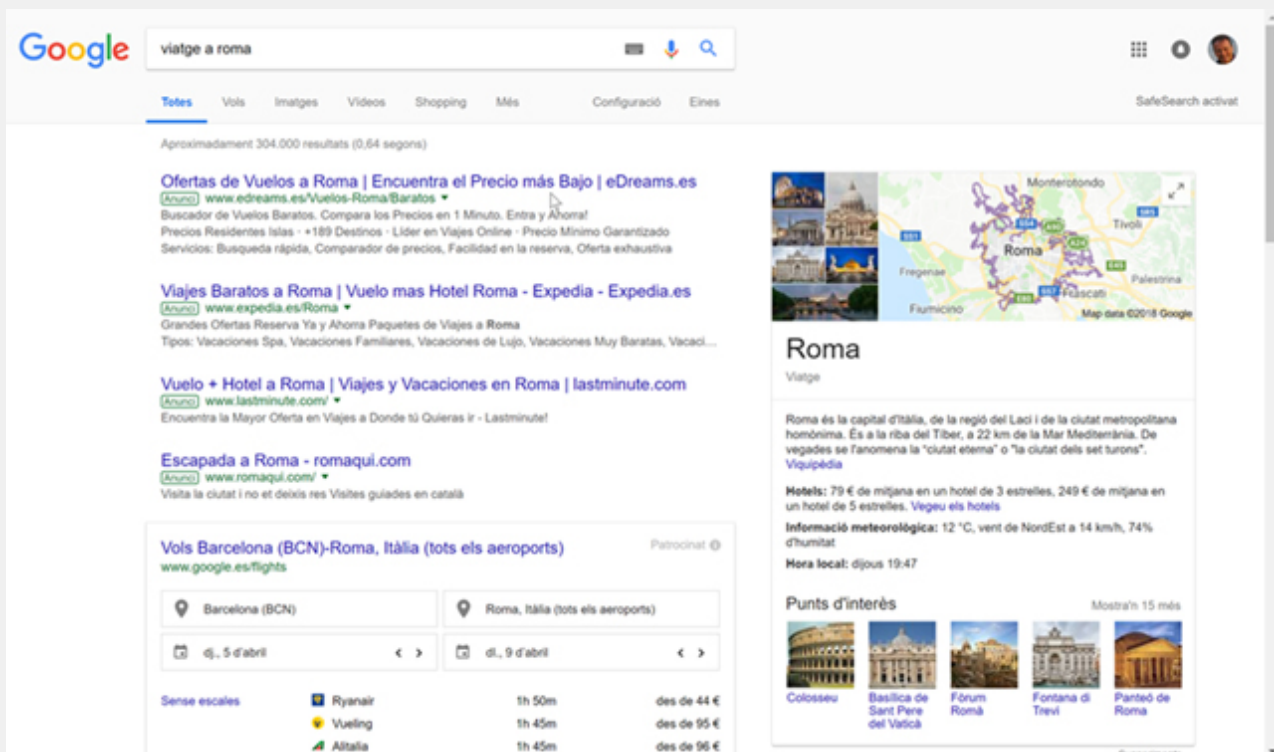 Google
viatge a roma
Totes Vols Imatges Vídeos Shopping Més Configuració Eines
SafeSearch activat
Aproximadament 304.000 resultats (0,64 segons)
Ofertas de Vuelos a Roma | Encuentra el Precio más Bajo | eDreams.es
Anunci www.edreams.es/Vuelos-Roma/Baratos
Buscador de Vuelos Baratos. Compara los Precios en 1 Minuto. Entra y Ahorra!
Precios Residentes Islas · +189 Destinos · Líder en Viajes Online · Precio Mínimo Garantizado
Servicios: Busqueda rápida, Comparador de precios, Facilidad en la reserva, Oferta exhaustiva
Viajes Baratos a Roma | Vuelo mas Hotel Roma - Expedia - Expedia.es
Anunci www.expedia.es/Roma
Grandes Ofertas Reserva Ya y Ahorra Paquetes de Viajes a Roma
Tipos: Vacaciones Spa, Vacaciones Familiares, Vacaciones de Lujo, Vacaciones Muy Baratas, Vacaci...
Vuelo + Hotel a Roma | Viajes y Vacaciones en Roma | lastminute.com
Anunci www.lastminute.com/
Encuentra la Mayor Oferta en Viajes a Donde tú Quieras ir - Lastminute!
Escapada a Roma - romaqui.com
Anunci www.romaqui.com/
Visita la ciutat i no et deixis res Visites guiades en català
Vols Barcelona (BCN)-Roma, Itàlia (tots els aeroports)
Patrocinat
www.google.es/flights
Barcelona (BCN)
Roma, Itàlia (tots els aeroports)
dj., 5 d'abril
dl., 9 d'abril
Sense escales Ryanair 1h 50m des de 44 €
Vueling 1h 45m des de 95 €
Alitalia 1h 45m des de 96 €
Monterotondo
Tivoli
Roma
Fregenae
Palestrina
Frascati
Fiumicino
Map data ©2018 Google
Roma
Viatge
Roma és la capital d'Itàlia, de la regió del Laci i de la ciutat metropolitana
homònima. És a la riba del Tíber, a 22 km de la Mar Mediterrània. De
vegades se l'anomena la "ciutat eterna" o "la ciutat dels set turons".
Viquipèdia
Hotels: 79 € de mitjana en un hotel de 3 estrelles, 249 € de mitjana en
un hotel de 5 estrelles. Vegeu els hotels
Informació meteorològica: 12 °C, vent de NordEst a 14 km/h, 74%
d'humitat
Hora local: dijous 19:47
Punts d'interès
Mostra'n 15 més
Colosseu
Basílica de
Sant Pere
del Vaticà
Fòrum
Romà
Fontana di
Trevi
Panteó de
Roma